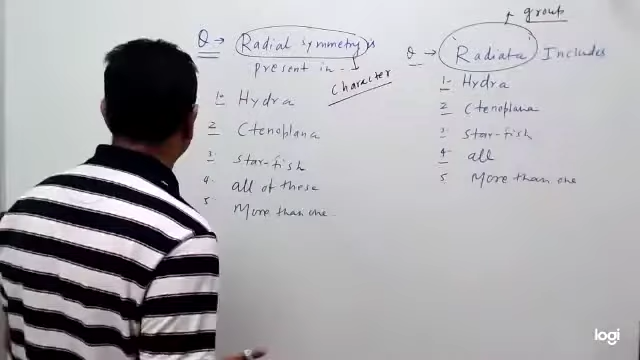 Q → Radial symmetry is
present in -
Character
1. Hydra
2. Ctenoplana
3. Star-fish
4. all of these
5. More than one.
group
Q → Radiata Includes
1. Hydra
2. Ctenoplana
3. Star-fish
4. all
5. More than one
logi